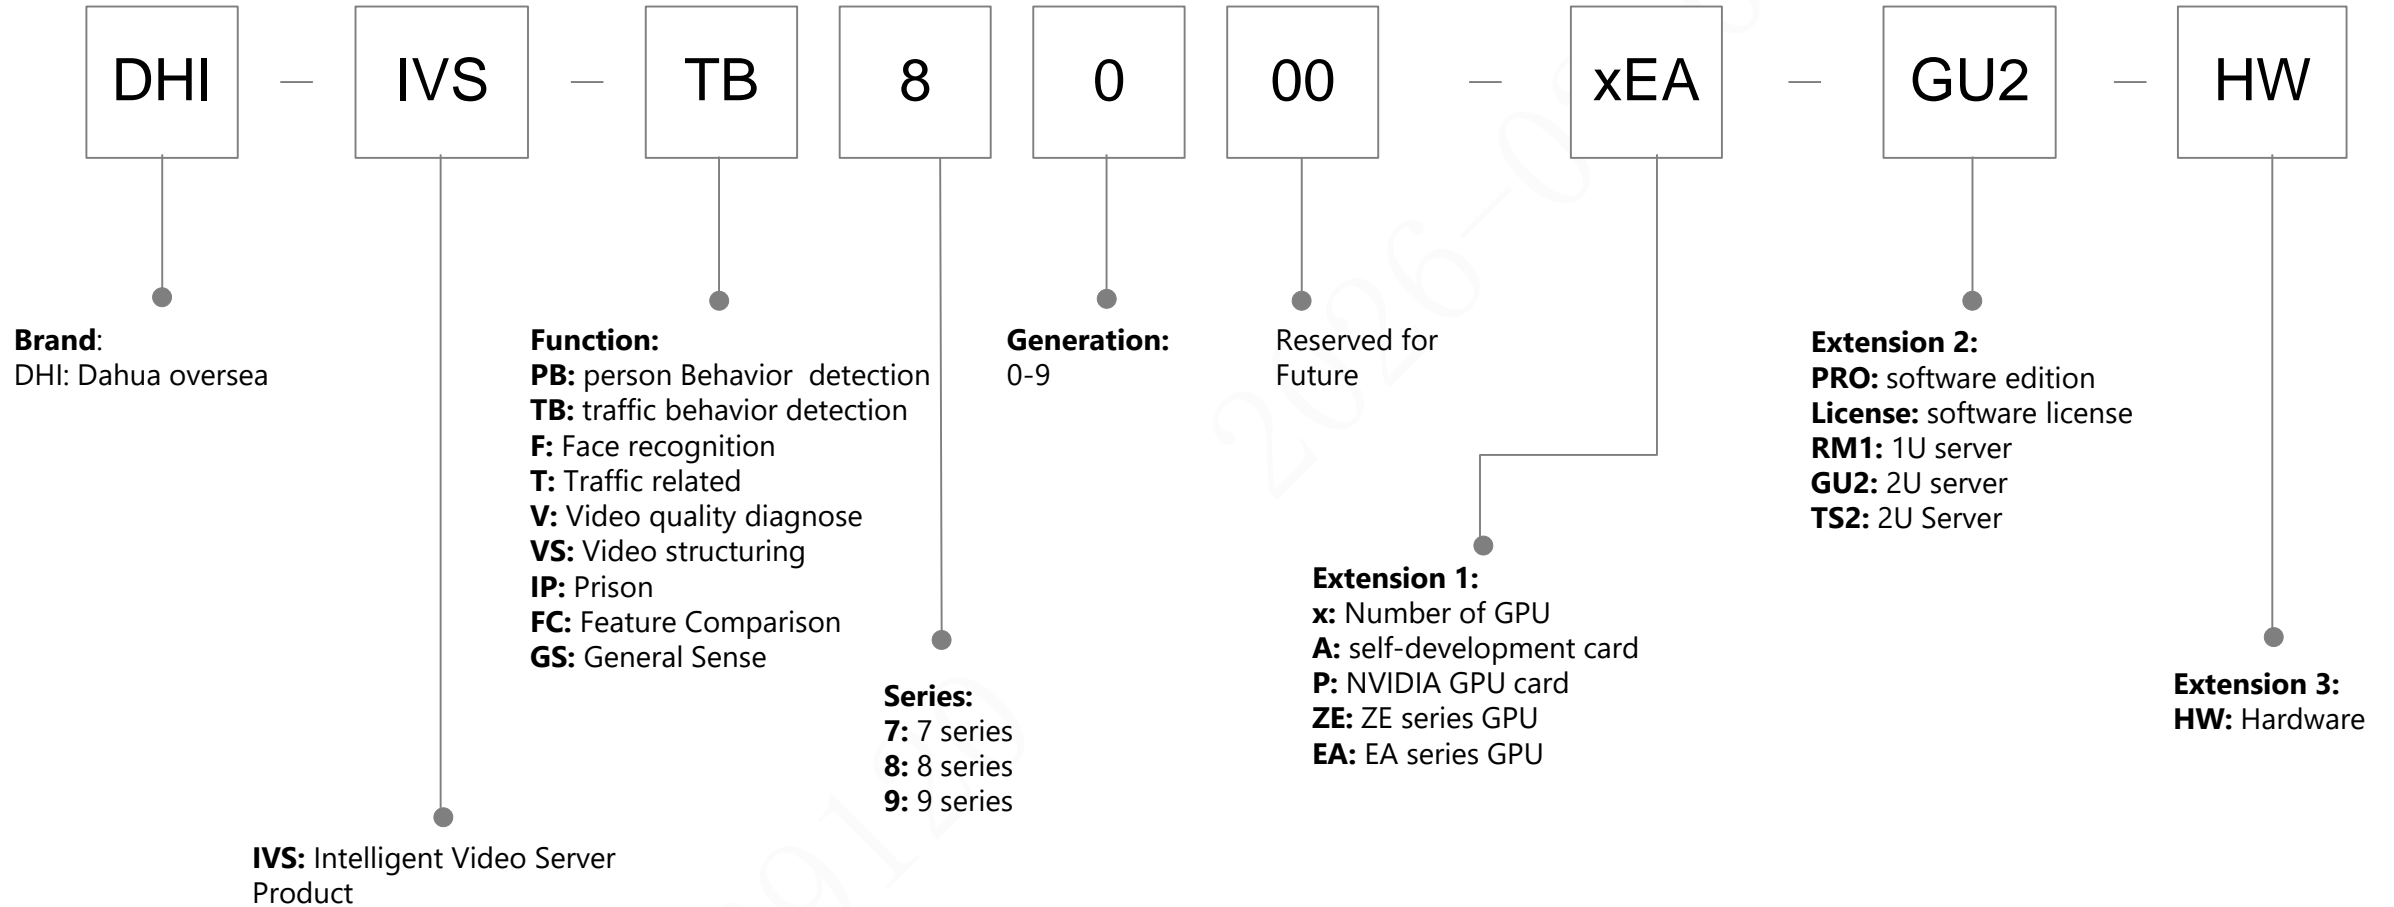 DHI — IVS — TB 8 0 00 — xEA — GU2 — HW
Brand:
DHI: Dahua oversea
Function:
PB: person Behavior detection
TB: traffic behavior detection
F: Face recognition
T: Traffic related
V: Video quality diagnose
VS: Video structuring
IP: Prison
FC: Feature Comparison
GS: General Sense
Generation:
0-9
Reserved for
Future
Extension 2:
PRO: software edition
License: software license
RM1: 1U server
GU2: 2U server
TS2: 2U Server
Extension 1:
x: Number of GPU
A: self-development card
P: NVIDIA GPU card
ZE: ZE series GPU
EA: EA series GPU
Series:
7: 7 series
8: 8 series
9: 9 series
Extension 3:
HW: Hardware
IVS: Intelligent Video Server
Product